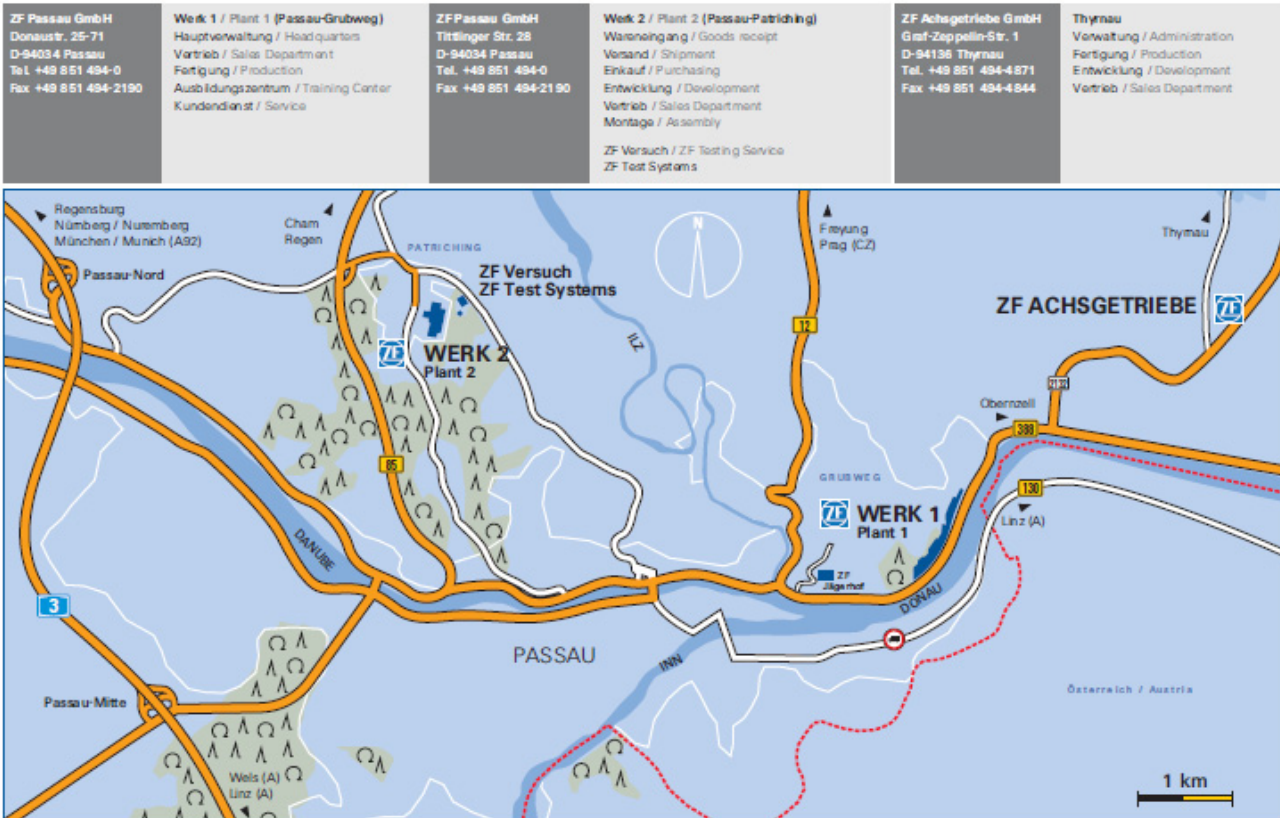 ZF Passau GmbH
Donaustr. 25-71
D-94034 Passau
Tel. +49 851 494-0
Fax +49 851 494-2190
Werk 1 / Plant 1 (Passau-Grubweg)
Hauptverwaltung / Headquarters
Vertrieb / Sales Department
Fertigung / Production
Ausbildungszentrum / Training Center
Kundendienst / Service
ZF Passau GmbH
Tittlinger Str. 28
D-94034 Passau
Tel. +49 851 494-0
Fax +49 851 494-2190
Werk 2 / Plant 2 (Passau-Patriching)
Wareneingang / Goods receipt
Versand / Shipment
Einkauf / Purchasing
Entwicklung / Development
Vertrieb / Sales Department
Montage / Assembly
ZF Versuch / ZF Testing Service
ZF Test Systems
ZF Achsgetriebe GmbH
Graf-Zeppelin-Str. 1
D-94136 Thyrnau
Tel. +49 851 494-4871
Fax +49 851 494-4844
Thyrnau
Verwaltung / Administration
Fertigung / Production
Entwicklung / Development
Vertrieb / Sales Department
Regensburg
Nürnberg / Nuremberg
München / Munich (A92)
Cham
Regen
Freyung
Prag (CZ)
Thyrnau
PATRICHING
N
Passau-Nord
ZF Versuch
ZF Test Systems
ZF ACHSGETRIEBE
ZF
12
ILZ
ZF
WERK 2
Plant 2
2132
Obernzell
388
85
GRUBWEG
130
ZF
WERK 1
Plant 1
Linz (A)
DANUBE
ZF
Jägerhof
DONAU
3
PASSAU
INN
Österreich / Austria
Passau-Mitte
Wels (A)
Linz (A)
1 km